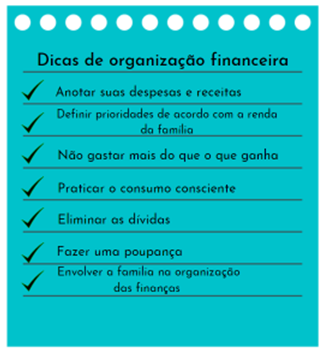 Dicas de organização financeira
Anotar suas despesas e receitas
Definir prioridades de acordo com a renda
da família
Não gastar mais do que o que ganha
Praticar o consumo consciente
Eliminar as dívidas
Fazer uma poupança
Envolver a família na organização
das finanças